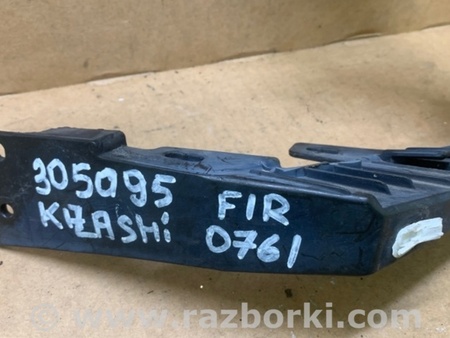 305095 FIR
KIZASHI 0761
© www.razborki.com